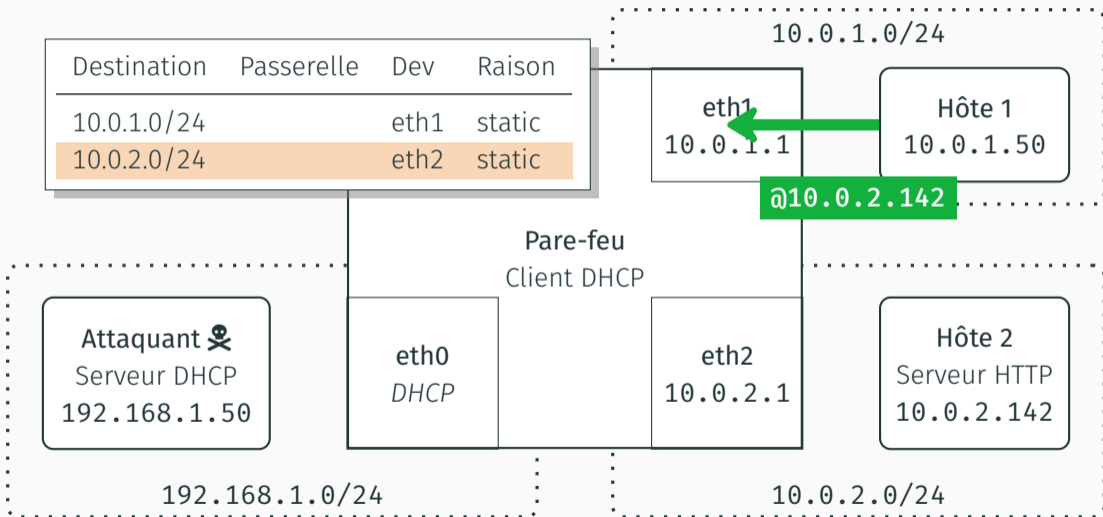 10.0.1.0/24
Destination Passerelle Dev Raison
10.0.1.0/24 eth1 static
10.0.2.0/24 eth2 static
eth1
10.0.1.1
Hôte 1
10.0.1.50
@10.0.2.142
Pare-feu
Client DHCP
Attaquant
Serveur DHCP
192.168.1.50
eth0
DHCP
eth2
10.0.2.1
Hôte 2
Serveur HTTP
10.0.2.142
192.168.1.0/24
10.0.2.0/24